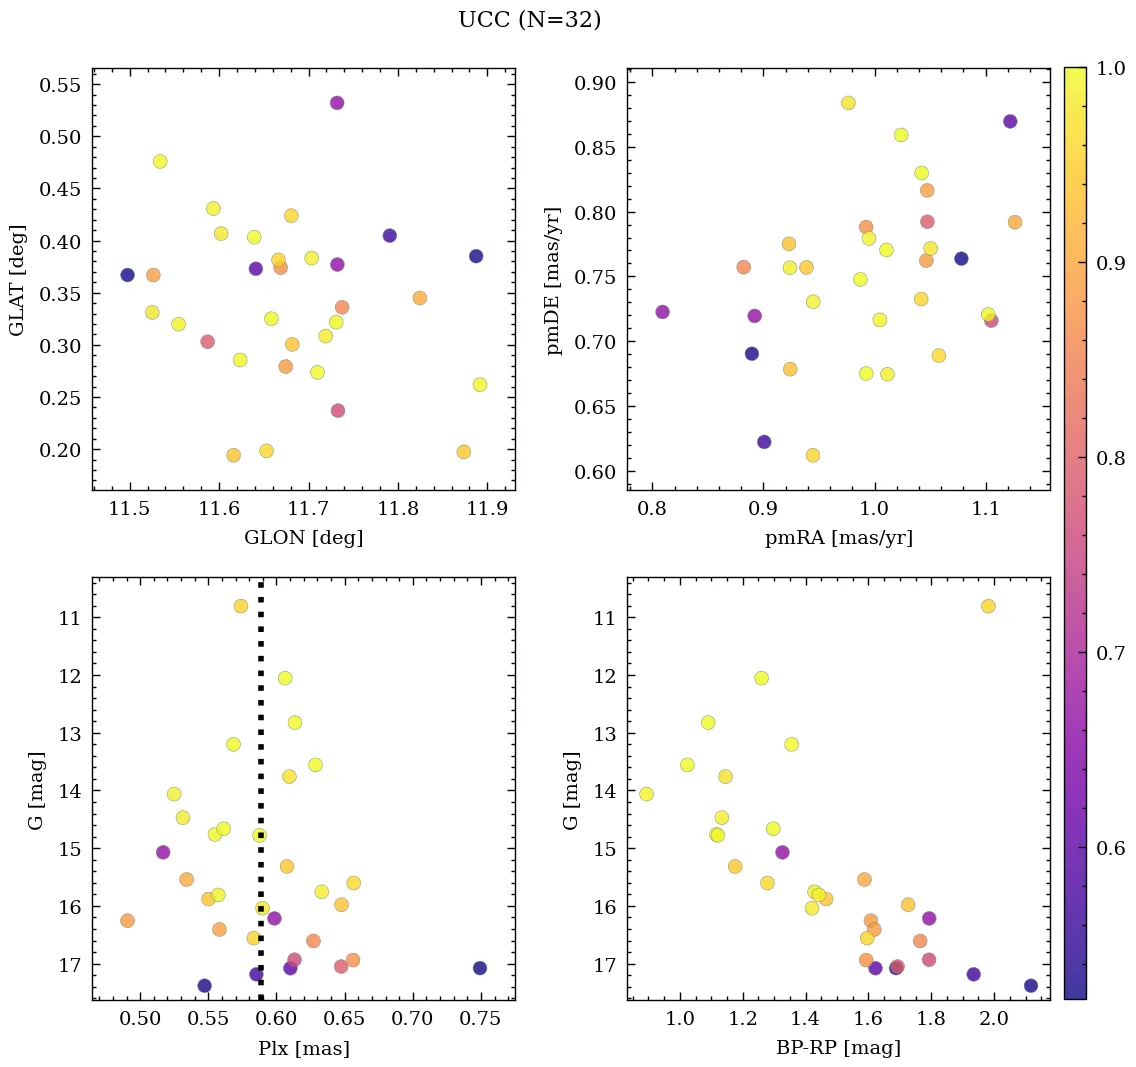 UCC (N=32)
0.55
0.50
0.45
0.40
0.35
0.30
0.25
0.20
GLAT [deg]
11.5 11.6 11.7 11.8 11.9
GLON [deg]
0.90
0.85
0.80
0.75
0.70
0.65
0.60
pmDE [mas/yr]
0.8 0.9 1.0 1.1
pmRA [mas/yr]
11
12
13
14
15
16
17
G [mag]
0.50 0.55 0.60 0.65 0.70 0.75
Plx [mas]
11
12
13
14
15
16
17
G [mag]
1.0 1.2 1.4 1.6 1.8 2.0
BP-RP [mag]
1.0
0.9
0.8
0.7
0.6